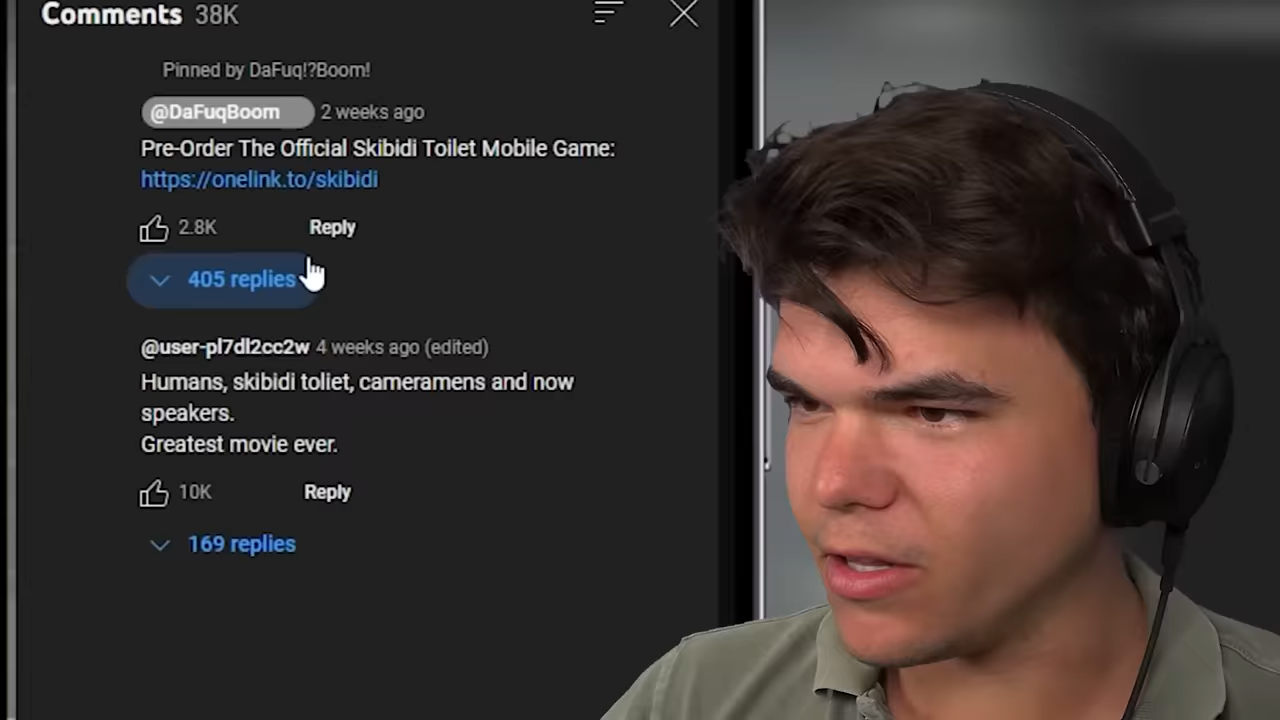 Comments 38K
Pinned by DaFuq!?Boom!
@DaFuqBoom 2 weeks ago
Pre-Order The Official Skibidi Toilet Mobile Game:
https://onelink.to/skibidi
2.8K Reply
405 replies
@user-pl7dl2cc2w 4 weeks ago (edited)
Humans, skibidi toliet, cameramens and now
speakers.
Greatest movie ever.
10K Reply
169 replies